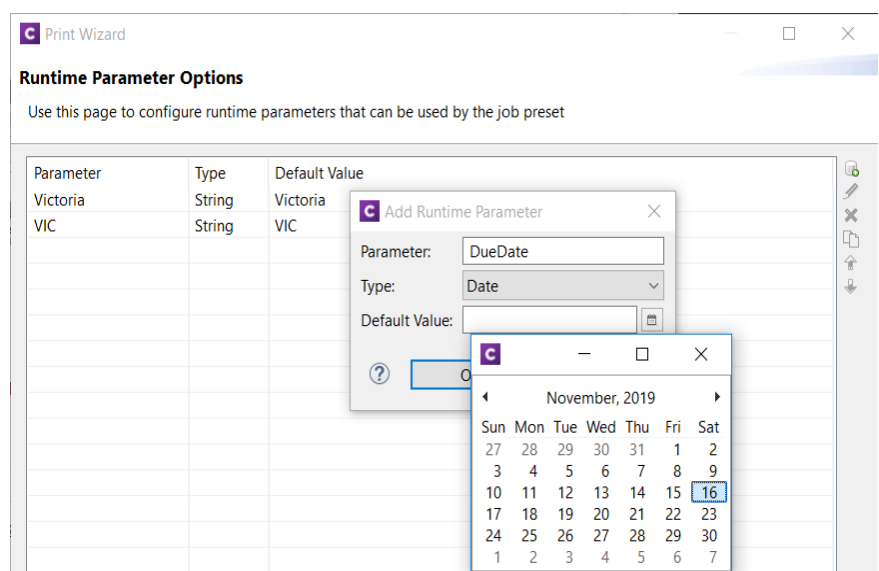 C Print Wizard
Runtime Parameter Options
Use this page to configure runtime parameters that can be used by the job preset
Parameter Type Default Value
Victoria String Victoria
VIC String VIC
C Add Runtime Parameter
Parameter: DueDate
Type: Date
Default Value:
?
C
November, 2019
Sun Mon Tue Wed Thu Fri Sat
27 28 29 30 31 1 2
3 4 5 6 7 8 9
10 11 12 13 14 15 16
17 18 19 20 21 22 23
24 25 26 27 28 29 30
1 2 3 4 5 6 7